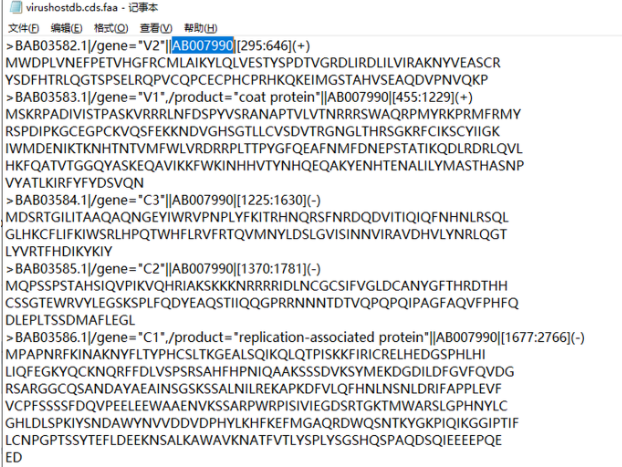 virushostdb.cds.faa - 记事本
文件(F) 编辑(E) 格式(O) 查看(V) 帮助(H)
>BAB03582.1|/gene="V2"||AB007990|[295:646](+)
MWDPLVNEFPETVHGFRCMLAIKYLQLVESTYSPDTVGRDLIRDLILVIRAKNYVEASCR
YSDFHTRLQGTSPSELRQPVCQPCECPHCPRHKQKEIMGSTAHVSEAQDVPNVQKP
>BAB03583.1|/gene="V1",/product="coat protein"||AB007990|[455:1229](+)
MSKRPADIVISTPASKVRRRLNFDSPYVSRANAPTVLVTNRRRSWAQRPMYRKPRMFRMY
RSPDIPKGCEGPCKVQSFEKKNDVGHSGTLLCVSDVTRGNGLTHRSGKRFCIKSCYIIGK
IWMDENIKTKNHTNTVMFWLVRDRRPLTTPYGFQEAFNMFDNEPSTATIKQDLRDRLQVL
HKFQATVTGGQYASKEQAVIKKFWKINHHVTYNHQEQAKYENHTENALILYMASTHASNP
VYATLKIRFYFYDSVQN
>BAB03584.1|/gene="C3"||AB007990|[1225:1630](-)
MDSRTGILITAAQAQNGEYIWRVPNPLYFKITRHNQRSFNRDQDVITIQIQFNHNLRSQL
GLHKCFLIFKIWSRLHPQTWHFLRVFRTQVMNYLDSLGVISINNVIRAVDHVLYNRLQGT
LYVRTFHDIKYKIY
>BAB03585.1|/gene="C2"||AB007990|[1370:1781](-)
MQPSSPSTAHSIQVPIKVQHRIAKSKKKNRRRRIDLNCGCSIFVGLDCANYGFTHRDTHH
CSSGTEWRVYLEGSKSPLFQDYEAQSTIIQQGPRRNNNTDTVQPQPQIPAGFAQVFPHFQ
DLEPLTSSDMAFLEGL
>BAB03586.1|/gene="C1",/product="replication-associated protein"||AB007990|[1677:2766](-)
MPAPNRFKINAKNYFLTYPHCSLTKGEALSQIKQLQTPISKKFIRICRELHEDGSPHLHI
LIQFEGKYQCKNQRFFDLVSPSRSAHFHPNIQAAKSSSDVKSYMEKDGDILDFGVFQVDG
RSARGGCQSANDAYAEAINSGSKSSALNILREKAPKDFVLQFHNLNSNLDRIFAPPLEVF
VCPFSSSSFDQVPEELEEWAAENVKSSARPWRPISIVIEGDSRTGKTMWARSLGPHNYLC
GHLDLSPKIYSNDAWYNVVDDVDPHYLKHFKEFMGAQRDWQSNTKYGKPIQIKGGIPTIF
LCNPGPTSSYTEFLDEEKNSALKAWAVKNATFVTLYSPLYSGSHQSPAQDSQIEEEEPQE
ED